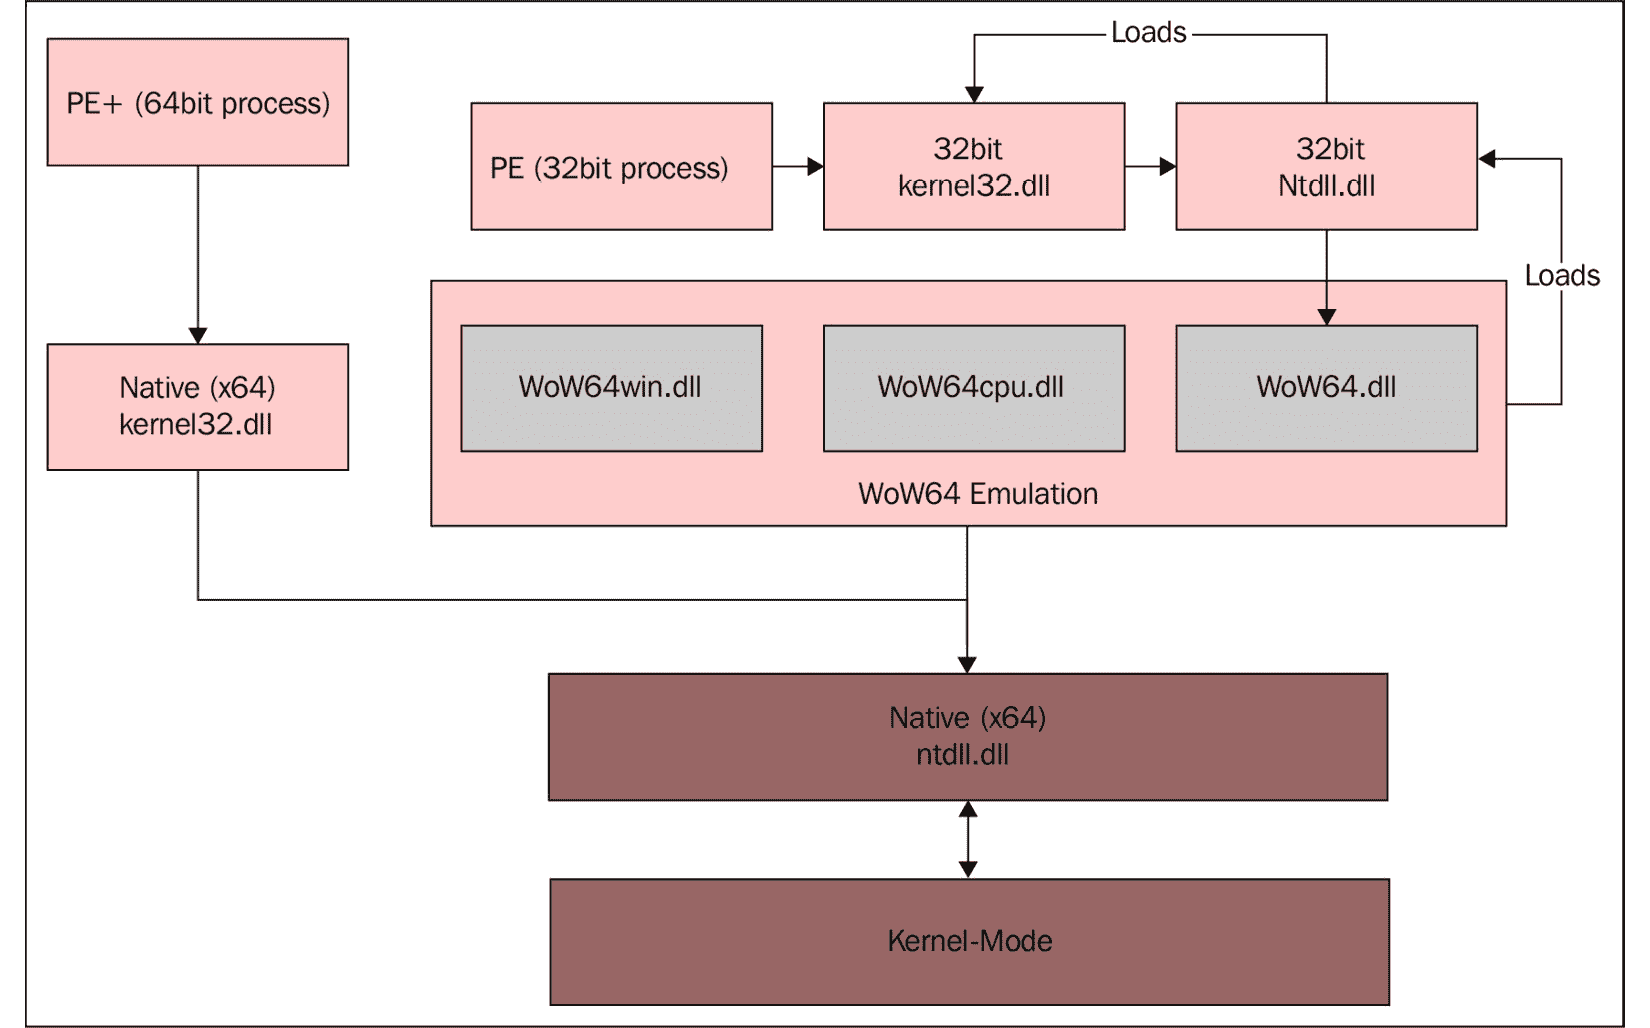 Loads
PE+ (64bit process)
PE (32bit process)
32bit
kernel32.dll
32bit
Ntdll.dll
Loads
Native (x64)
kernel32.dll
WoW64win.dll
WoW64cpu.dll
WoW64.dll
WoW64 Emulation
Native (x64)
ntdll.dll
Kernel-Mode